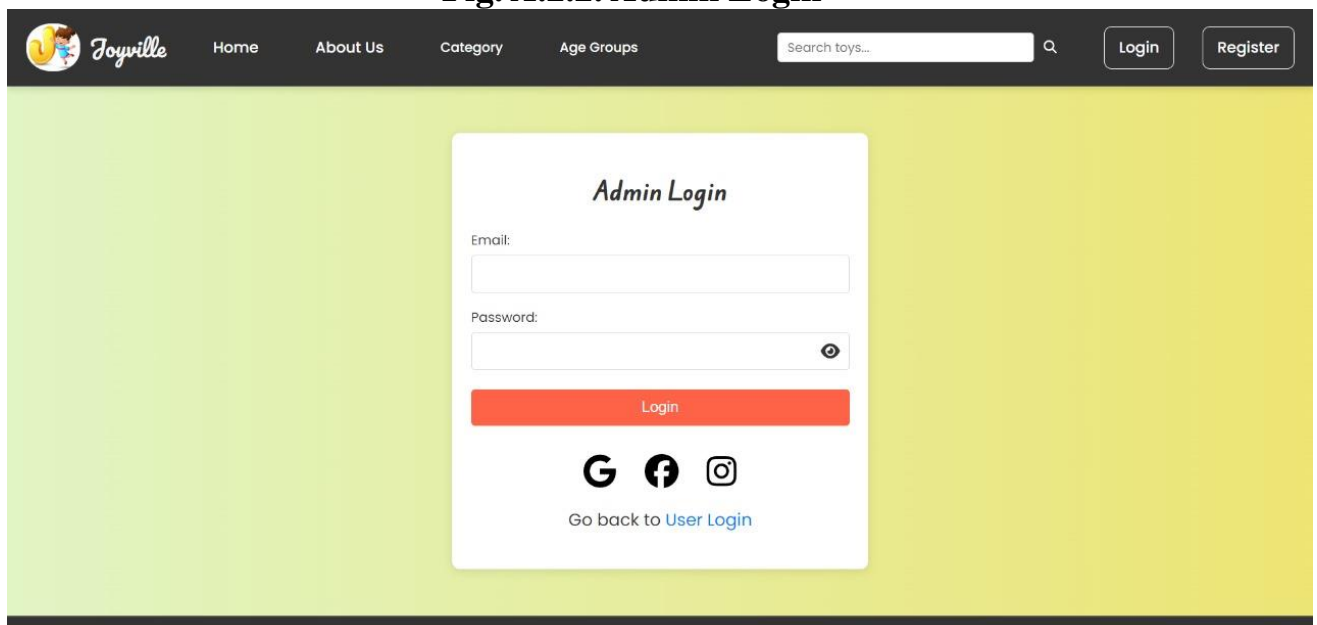 Joyville Home About Us Category Age Groups Search toys... Login Register
Admin Login
Email:
Password:
Login
Go back to User Login